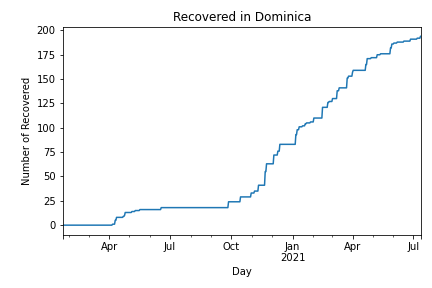 Recovered in Dominica
200
175
150
125
100
75
50
25
0
Number of Recovered
Apr
Jul
Oct
Jan
2021
Apr
Jul
Day